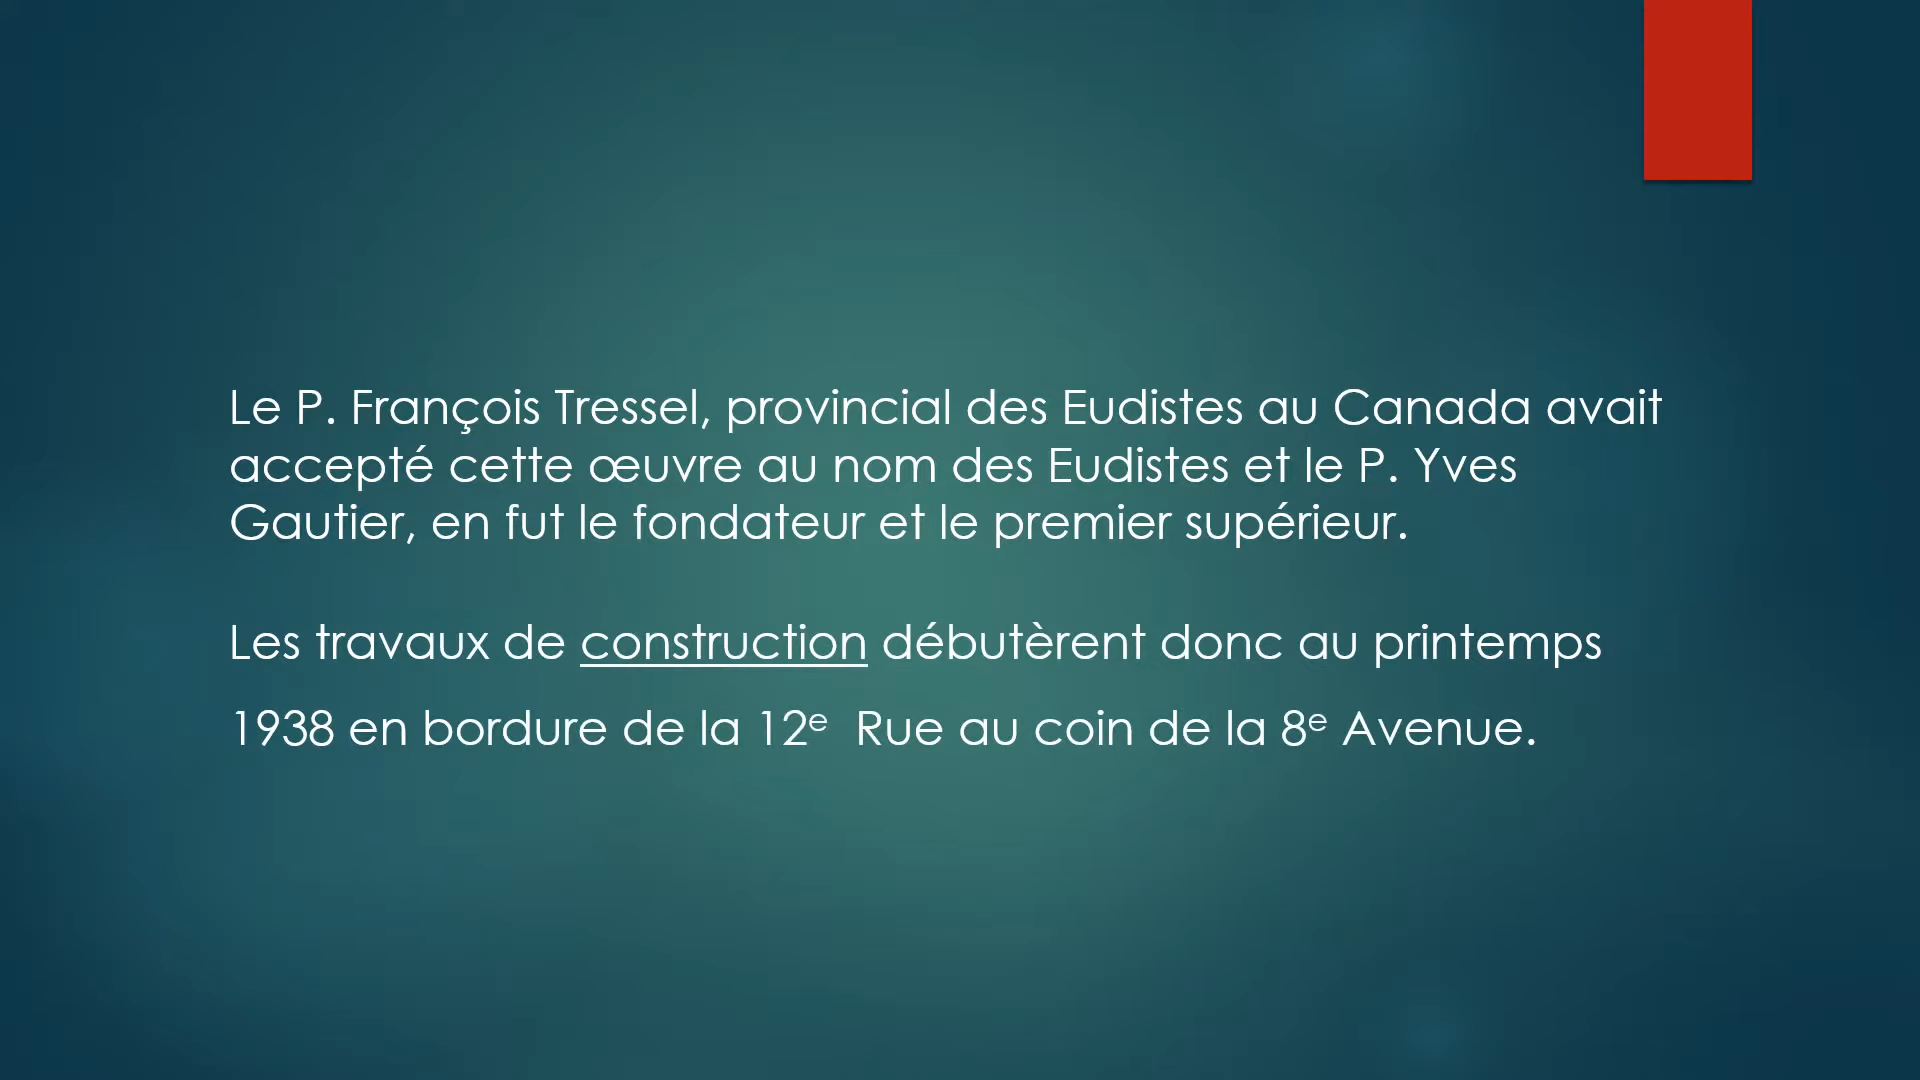 Le P. François Tressel, provincial des Eudistes au Canada avait
accepté cette œuvre au nom des Eudistes et le P. Yves
Gautier, en fut le fondateur et le premier supérieur.
Les travaux de construction débutèrent donc au printemps
1938 en bordure de la 12e  Rue au coin de la 8e Avenue.